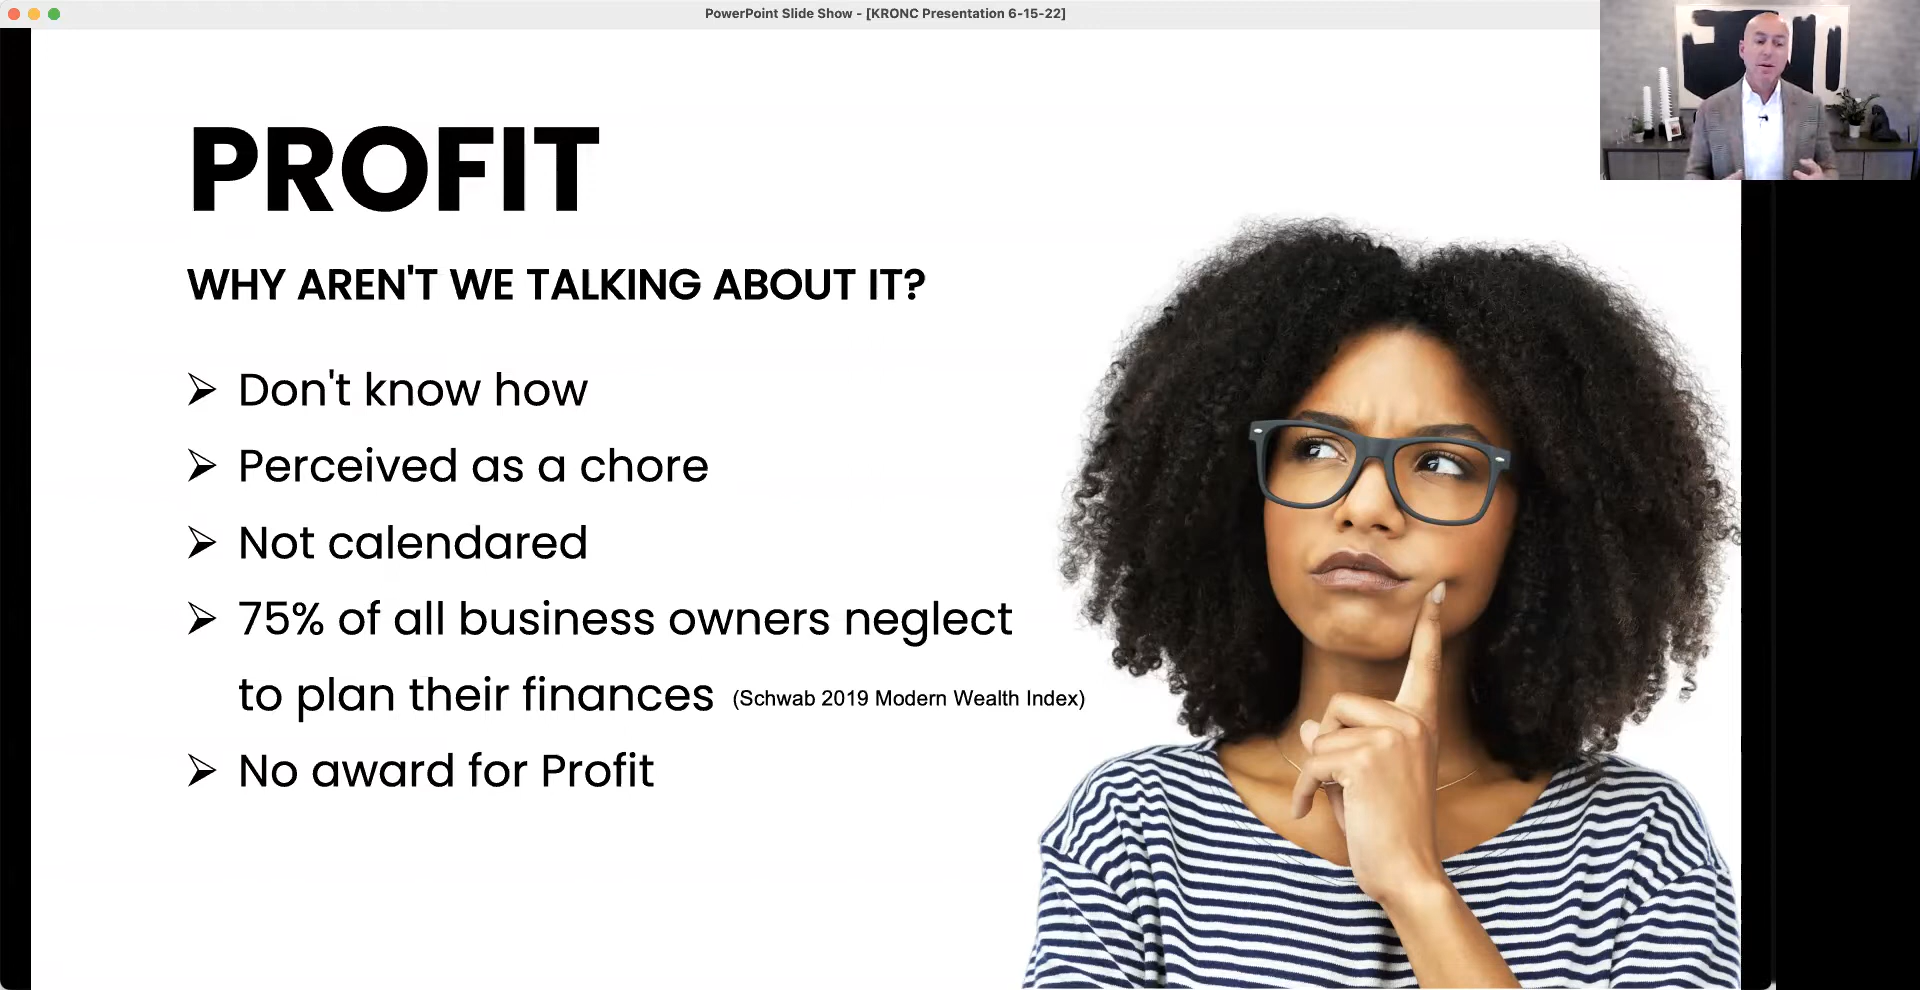 PowerPoint Slide Show - [KRONC Presentation 6-15-22]
PROFIT
WHY AREN'T WE TALKING ABOUT IT?
➢ Don't know how
➢ Perceived as a chore
➢ Not calendared
➢ 75% of all business owners neglect
to plan their finances (Schwab 2019 Modern Wealth Index)
➢ No award for Profit